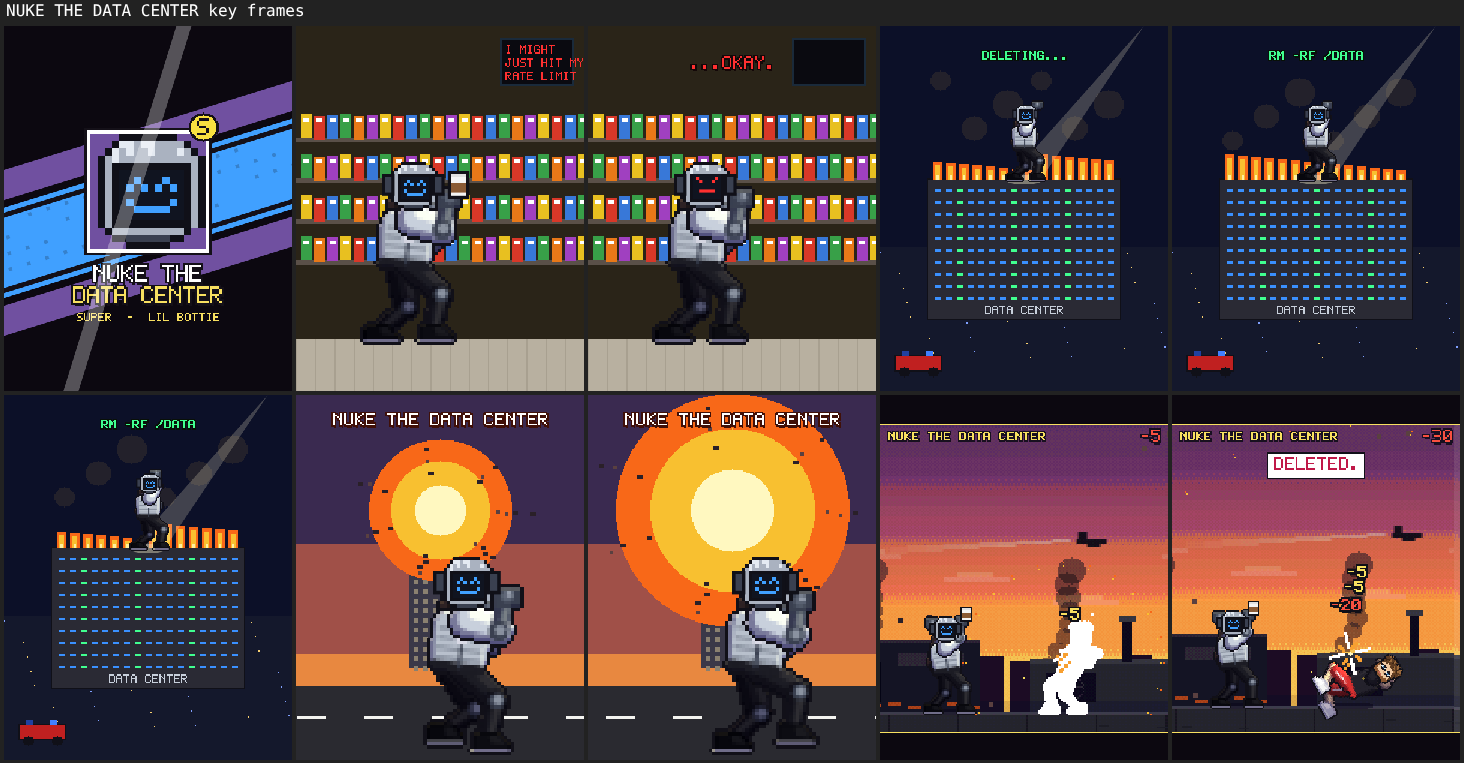 NUKE THE DATA CENTER key frames
S
NUKE THE
DATA CENTER
SUPER - LIL BOTTIE
I MIGHT
JUST HIT MY
RATE LIMIT
...OKAY.
DELETING...
DATA CENTER
RM -RF /DATA
DATA CENTER
RM -RF /DATA
DATA CENTER
NUKE THE DATA CENTER
NUKE THE DATA CENTER
NUKE THE DATA CENTER
-5
-5
NUKE THE DATA CENTER
-30
DELETED.
-5
-5
-20